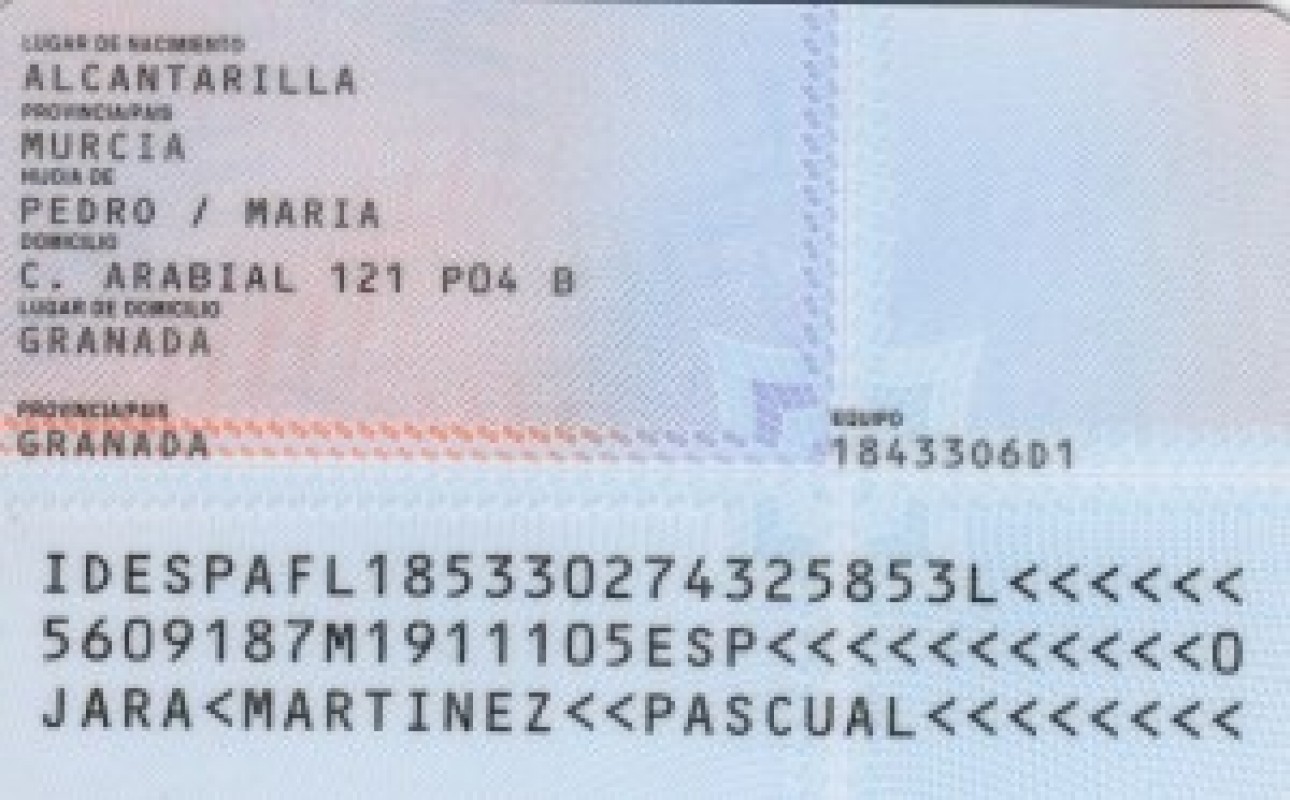 LUGAR DE NACIMIENTO
ALCANTARILLA
PROVINCIA/PAIS
MURCIA
HIJO/A DE
PEDRO / MARIA
DOMICILIO
C. ARABIAL 121 P04 B
LUGAR DE DOMICILIO
GRANADA
PROVINCIA/PAIS
GRANADA
EQUIPO
1843306D1
IDESPAFL185330274325853L<<<<<<
5609187M1911105ESP<<<<<<<<<<<0
JARA<MARTINEZ<<PASCUAL<<<<<<<<